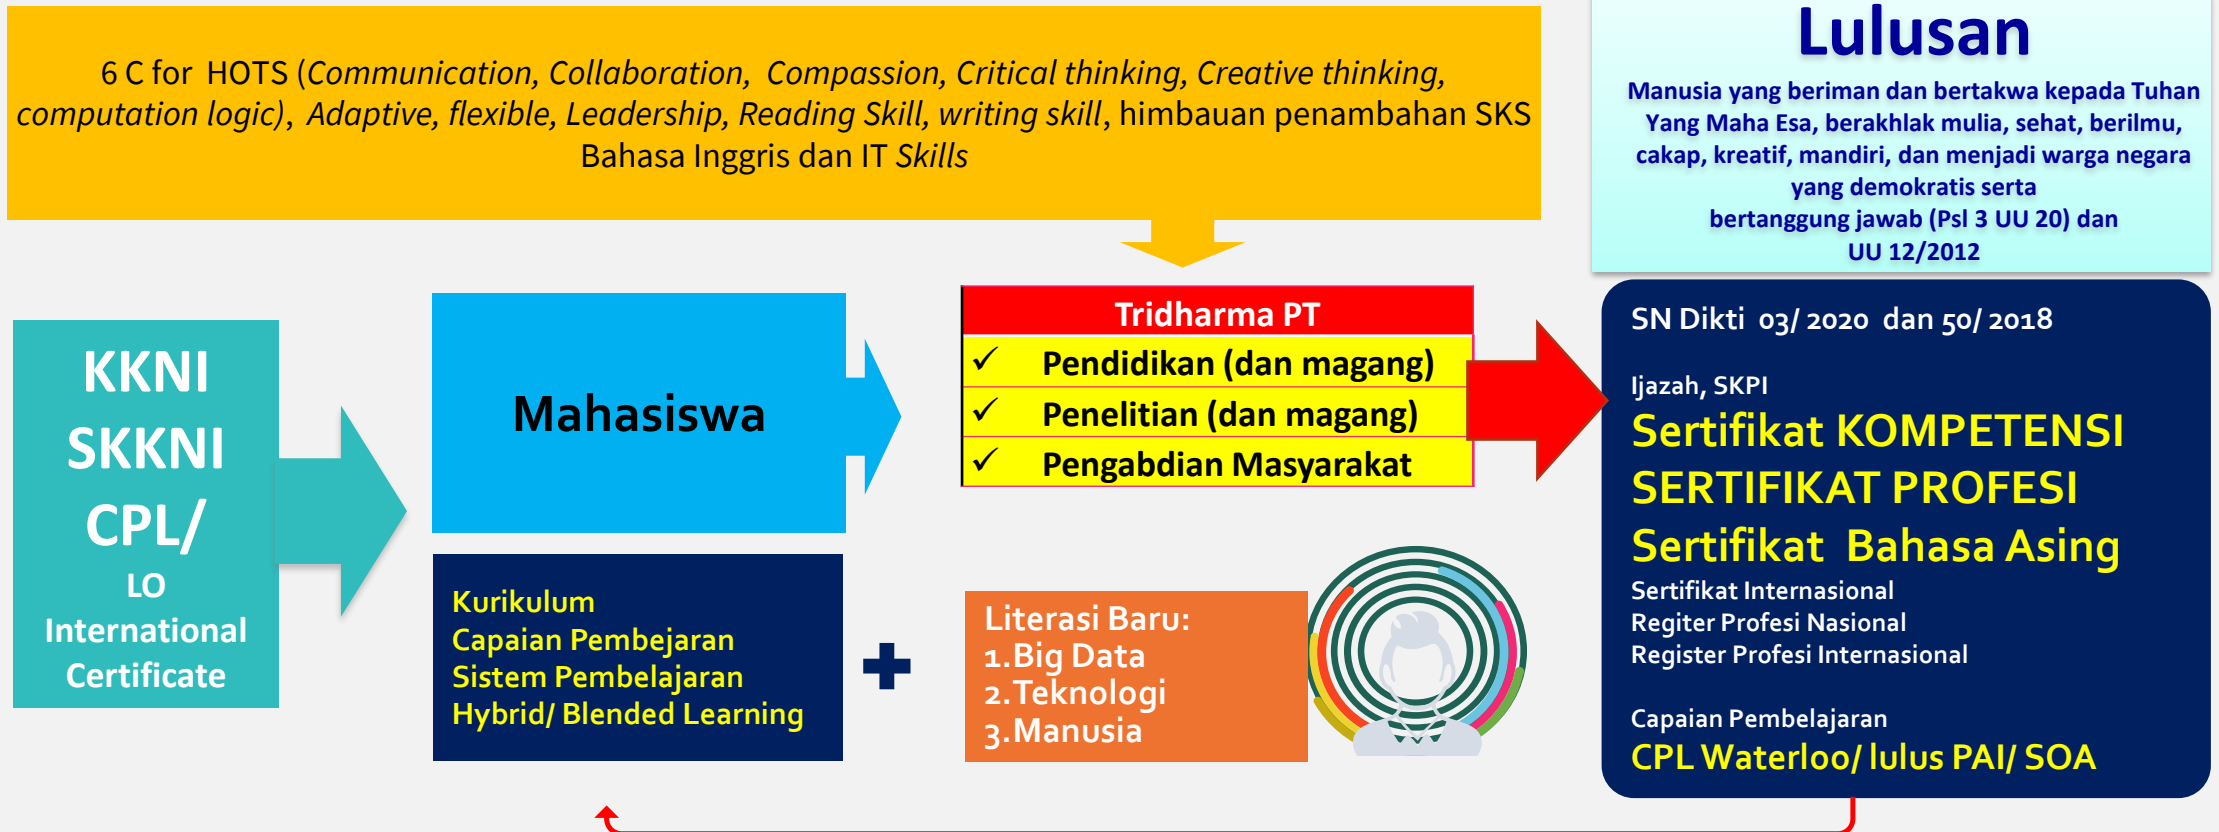 6 C for HOTS (Communication, Collaboration, Compassion, Critical thinking, Creative thinking,
computation logic), Adaptive, flexible, Leadership, Reading Skill, writing skill, himbauan penambahan SKS
Bahasa Inggris dan IT Skills
Lulusan
Manusia yang beriman dan bertakwa kepada Tuhan
Yang Maha Esa, berakhlak mulia, sehat, berilmu,
cakap, kreatif, mandiri, dan menjadi warga negara
yang demokratis serta
bertanggung jawab (Psl 3 UU 20) dan
UU 12/2012
KKNI
SKKNI
CPL/
LO
International
Certificate
Mahasiswa
Tridharma PT
✓ Pendidikan (dan magang)
✓ Penelitian (dan magang)
✓ Pengabdian Masyarakat
Kurikulum
Capaian Pembejaran
Sistem Pembelajaran
Hybrid/ Blended Learning
Literasi Baru:
1.Big Data
2.Teknologi
3.Manusia
SN Dikti 03/ 2020 dan 50/ 2018
Ijazah, SKPI
Sertifikat KOMPETENSI
SERTIFIKAT PROFESI
Sertifikat Bahasa Asing
Sertifikat Internasional
Regiter Profesi Nasional
Register Profesi Internasional
Capaian Pembelajaran
CPL Waterloo/ lulus PAI/ SOA